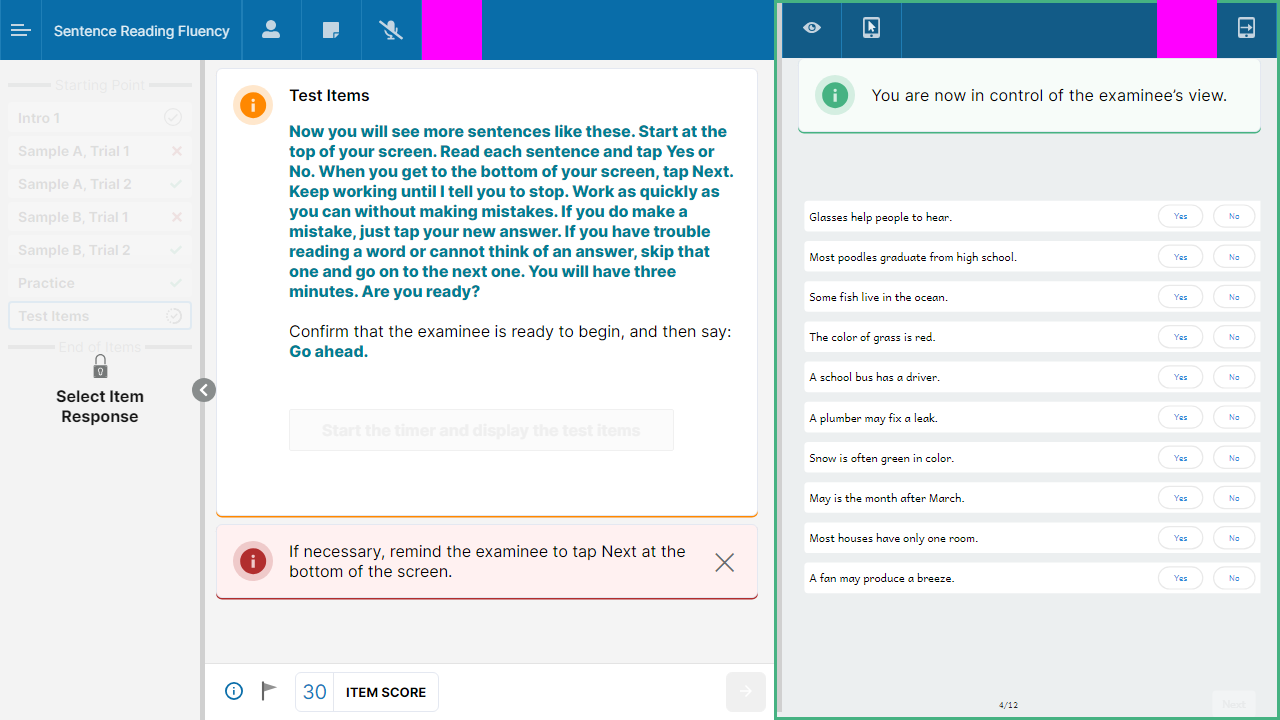 Sentence Reading Fluency
Starting Point
Intro 1
Sample A, Trial 1
Sample A, Trial 2
Sample B, Trial 1
Sample B, Trial 2
Practice
Test Items
End of Items
Select Item
Response
Test Items
Now you will see more sentences like these. Start at the
top of your screen. Read each sentence and tap Yes or
No. When you get to the bottom of your screen, tap Next.
Keep working until I tell you to stop. Work as quickly as
you can without making mistakes. If you do make a
mistake, just tap your new answer. If you have trouble
reading a word or cannot think of an answer, skip that
one and go on to the next one. You will have three
minutes. Are you ready?
Confirm that the examinee is ready to begin, and then say:
Go ahead.
Start the timer and display the test items
If necessary, remind the examinee to tap Next at the
bottom of the screen.
30 ITEM SCORE
You are now in control of the examinee's view.
Glasses help people to hear. Yes No
Most poodles graduate from high school. Yes No
Some fish live in the ocean. Yes No
The color of grass is red. Yes No
A school bus has a driver. Yes No
A plumber may fix a leak. Yes No
Snow is often green in color. Yes No
May is the month after March. Yes No
Most houses have only one room. Yes No
A fan may produce a breeze. Yes No
4/12
Next